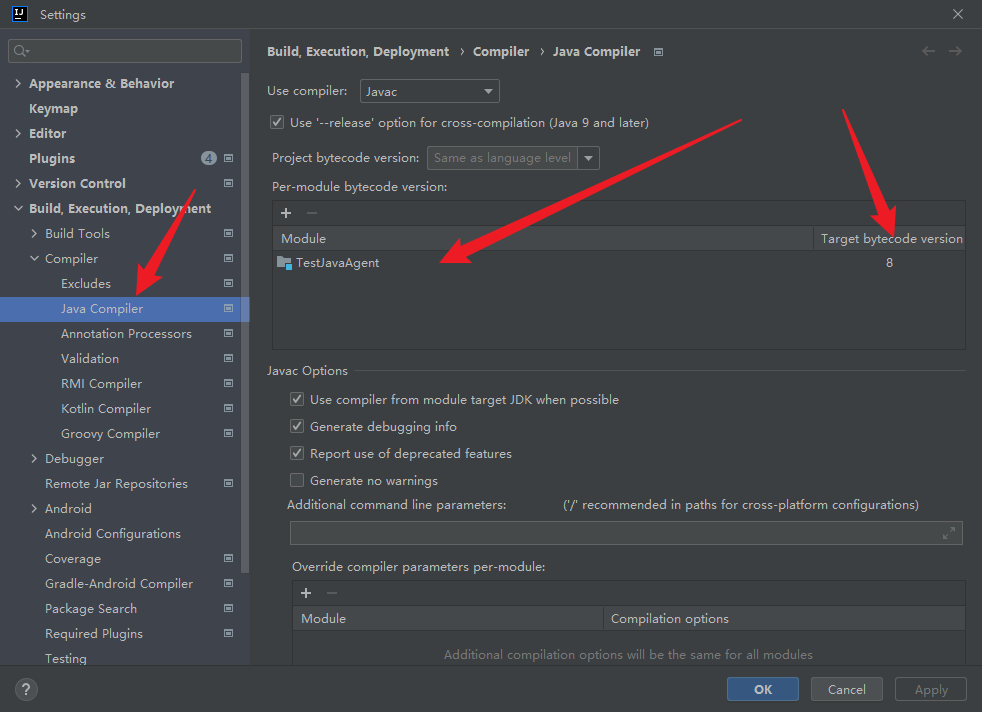 IJ
Settings
Appearance & Behavior
Keymap
Editor
Plugins 4
Version Control
Build, Execution, Deployment
Build Tools
Compiler
Excludes
Java Compiler
Annotation Processors
Validation
RMI Compiler
Kotlin Compiler
Groovy Compiler
Debugger
Remote Jar Repositories
Android
Android Configurations
Coverage
Gradle-Android Compiler
Package Search
Required Plugins
Testing
Build, Execution, Deployment › Compiler › Java Compiler
Use compiler: Javac
Use '--release' option for cross-compilation (Java 9 and later)
Project bytecode version: Same as language level
Per-module bytecode version:
+ −
Module Target bytecode version
TestJavaAgent 8
Javac Options
Use compiler from module target JDK when possible
Generate debugging info
Report use of deprecated features
Generate no warnings
Additional command line parameters: ('/' recommended in paths for cross-platform configurations)
Override compiler parameters per-module:
+ −
Module Compilation options
Additional compilation options will be the same for all modules
? OK Cancel Apply